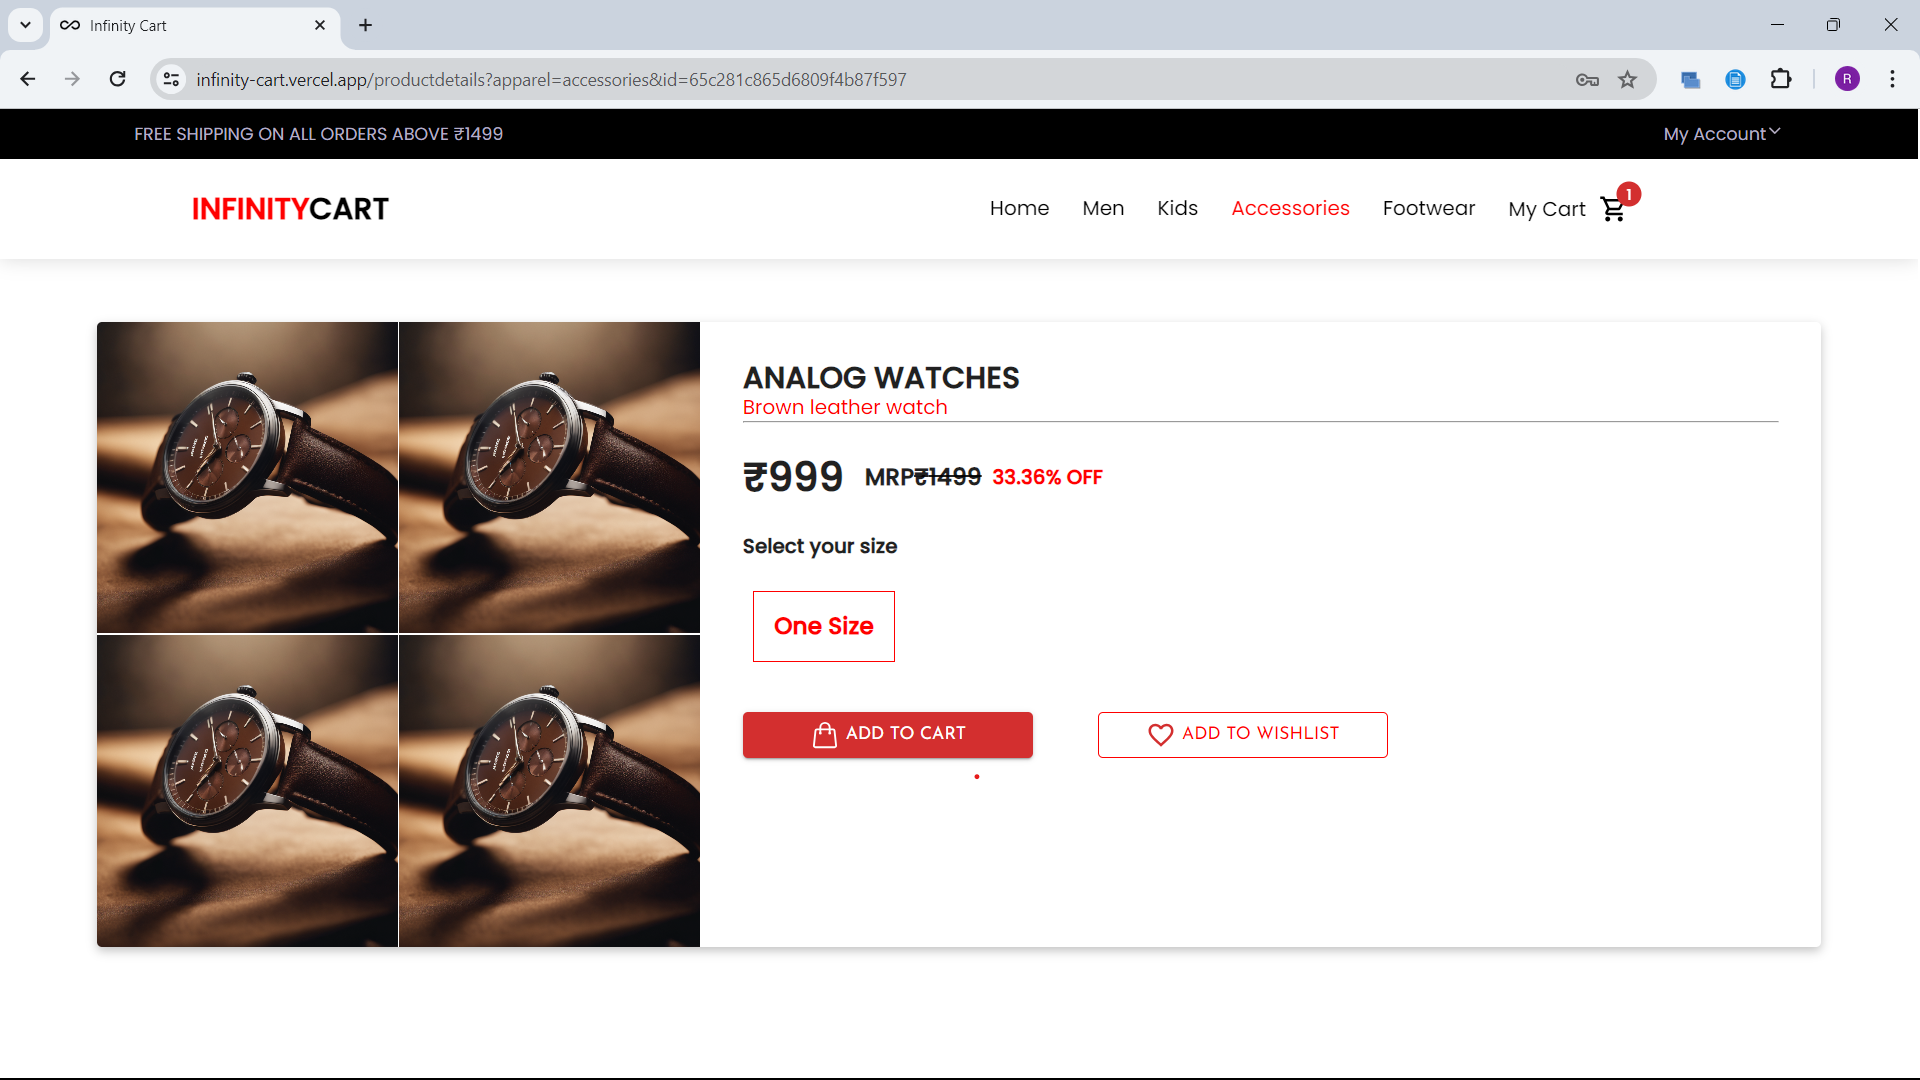 Infinity Cart
infinity-cart.vercel.app/productdetails?apparel=accessories&id=65c281c865d6809f4b87f597
R
FREE SHIPPING ON ALL ORDERS ABOVE ₹1499
My Account
INFINITYCART
Home Men Kids Accessories Footwear My Cart 1
ANALOG WATCHES
Brown leather watch
₹999 MRP₹1499 33.36% OFF
Select your size
One Size
ADD TO CART ADD TO WISHLIST